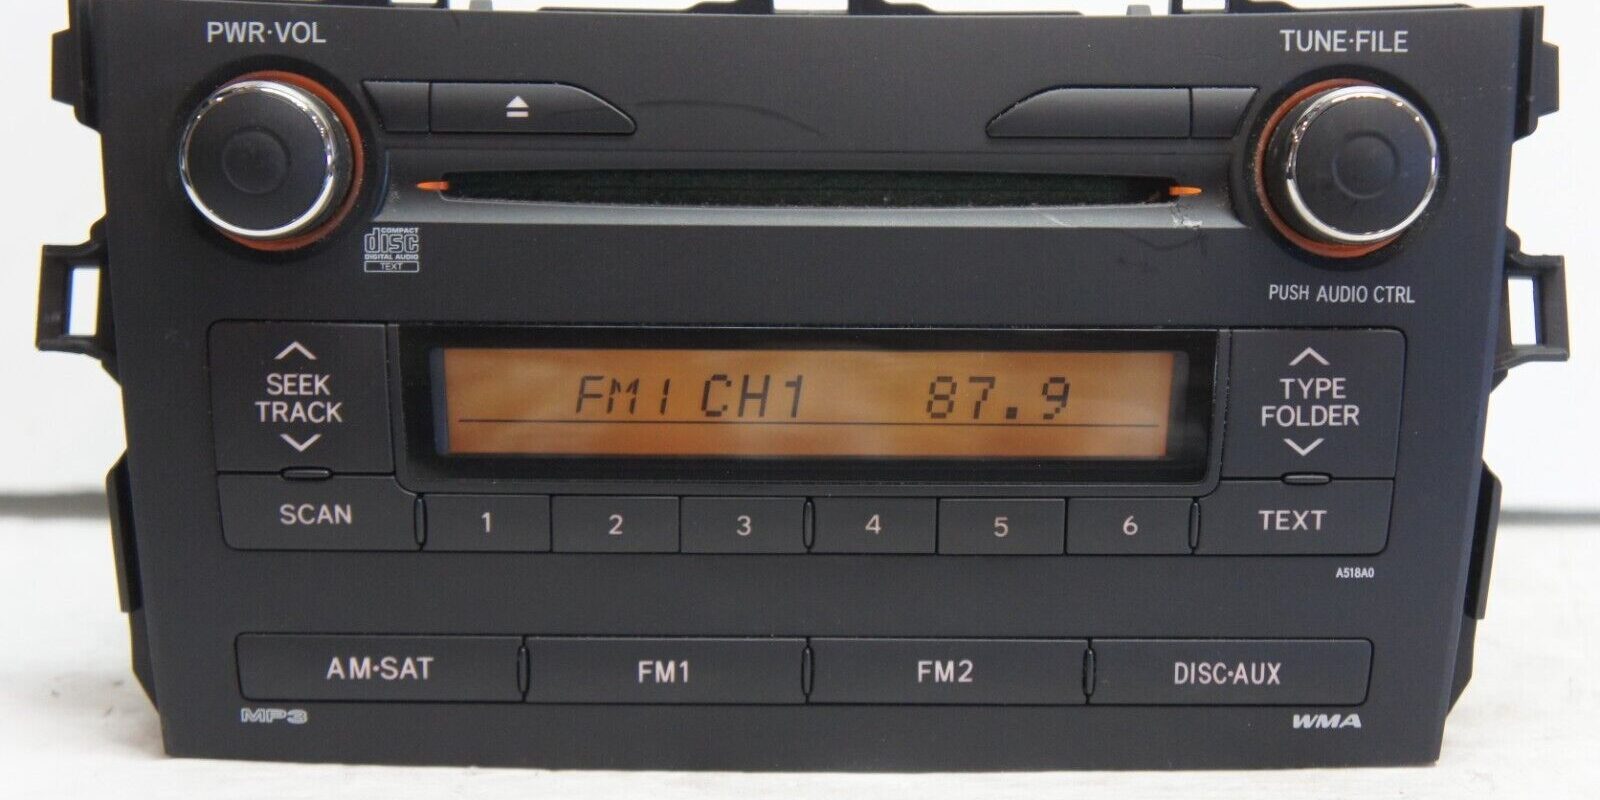 PWR·VOL
TUNE·FILE
COMPACT
disc
DIGITAL AUDIO
TEXT
PUSH AUDIO CTRL
SEEK
TRACK
FM1 CH1 87.9
TYPE
FOLDER
SCAN
1 2 3 4 5 6
TEXT
A518A0
AM·SAT FM1 FM2 DISC·AUX
MP3
WMA